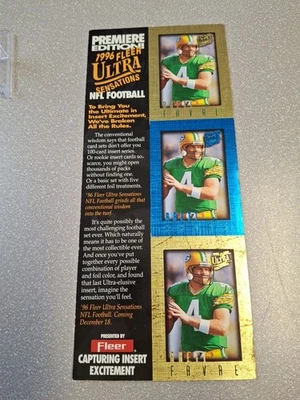 PREMIERE
EDITION!
1996 FLEER
ULTRA
SENSATIONS
NFL FOOTBALL
To Bring You
the Ultimate in
Insert Excitement,
We've Broken
All the Rules.
The conventional
wisdom says that football
card sets don't offer you
100-card insert series.
Or rookie insert cards so.
scarce, you might open
thousands of packs
without finding one.
Or a basic set with five
different foil treatments.
'96 Fleer Ultra Sensations
NFL Football grinds all that
conventional wisdom
into the turf.
It's quite possibly the
most challenging football
set ever. Which naturally
means it has to be one of
the most collectible ever.
And once you've put
together every possible
combination of player
and foil color, and found
that last Ultra-elusive
insert, imagine the
sensation you'll feel.
'96 Fleer Ultra Sensations
NFL Football. Coming
December 18.
PRESENTED BY
Fleer
CAPTURING INSERT
EXCITEMENT
4
FAVRE
4
4
FAVRE